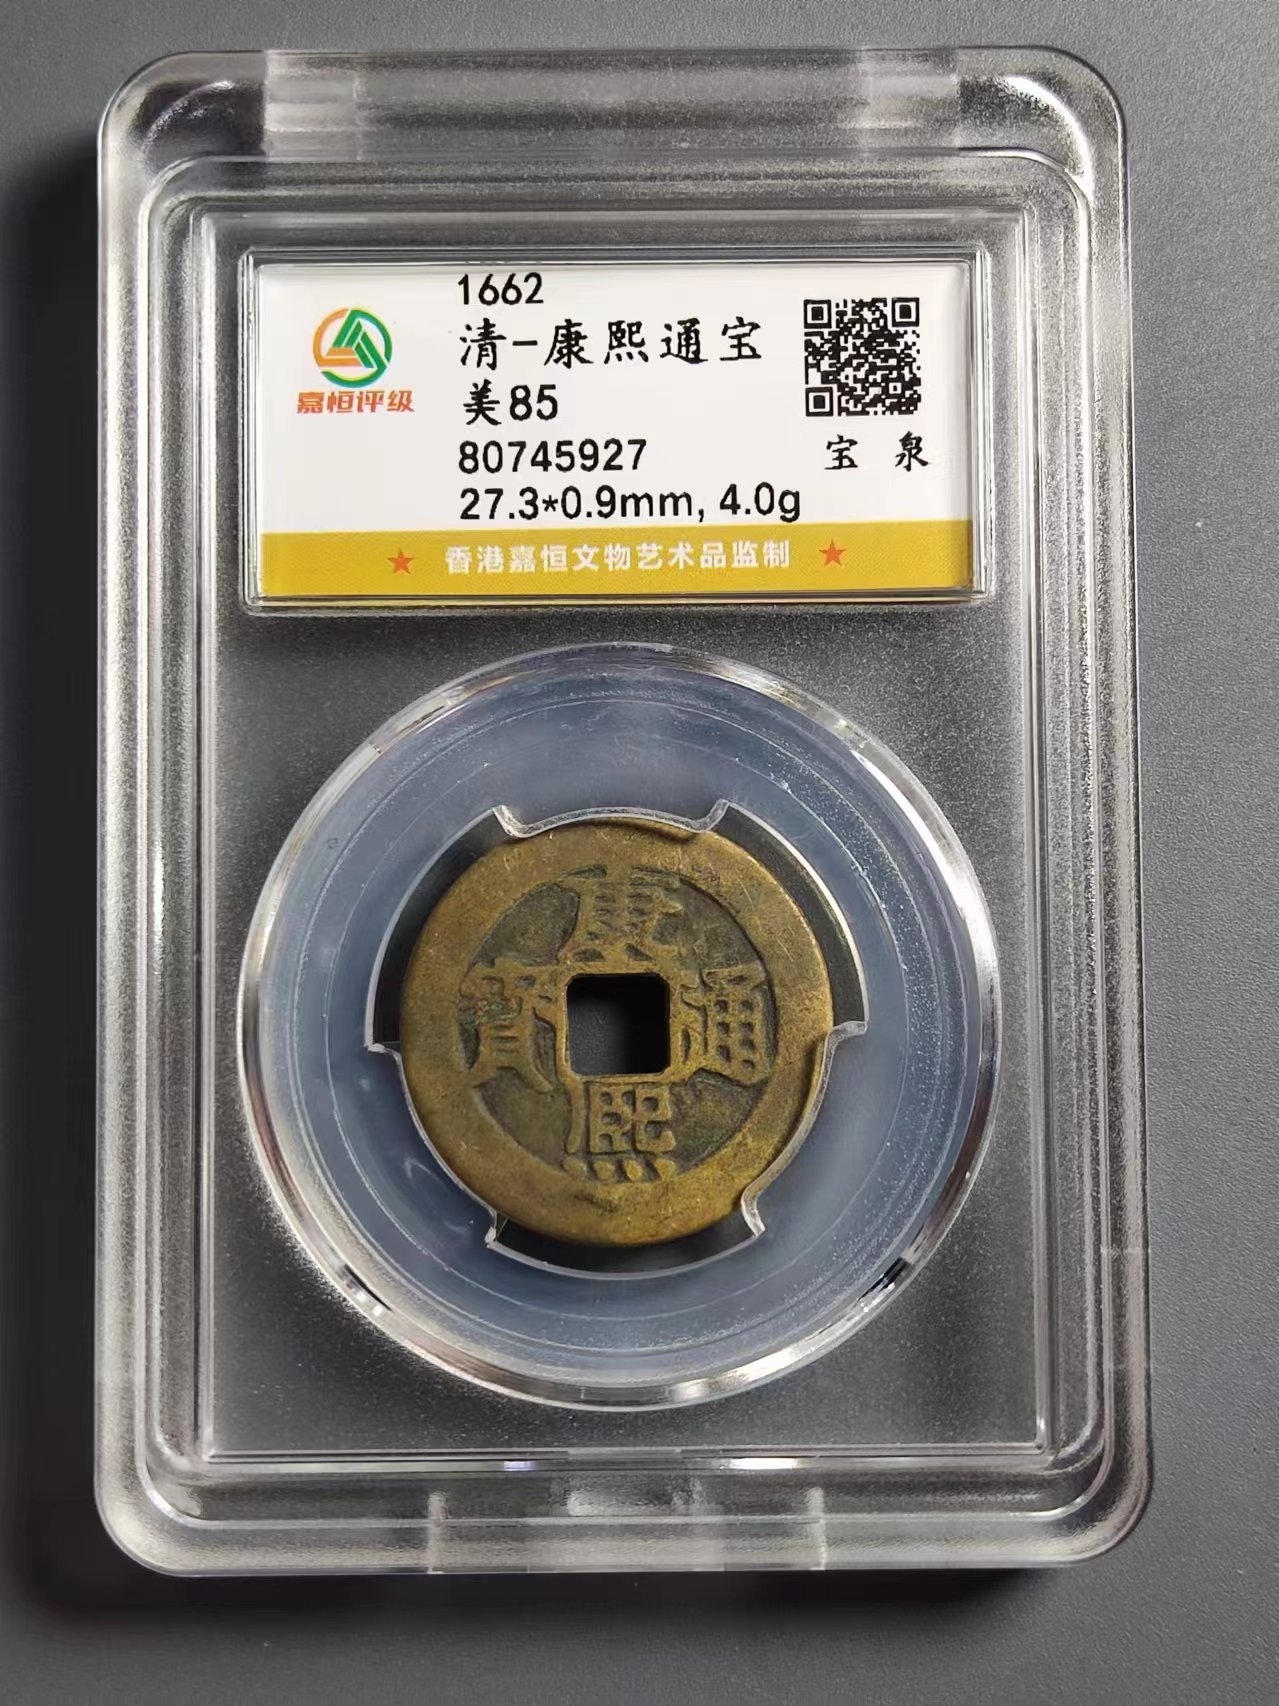 1662
清-康熙通宝
美85
80745927
27.3*0.9mm, 4.0g
嘉恒评级
宝 泉
★ 香港嘉恒文物艺术品监制 ★
康
熙
通
寶